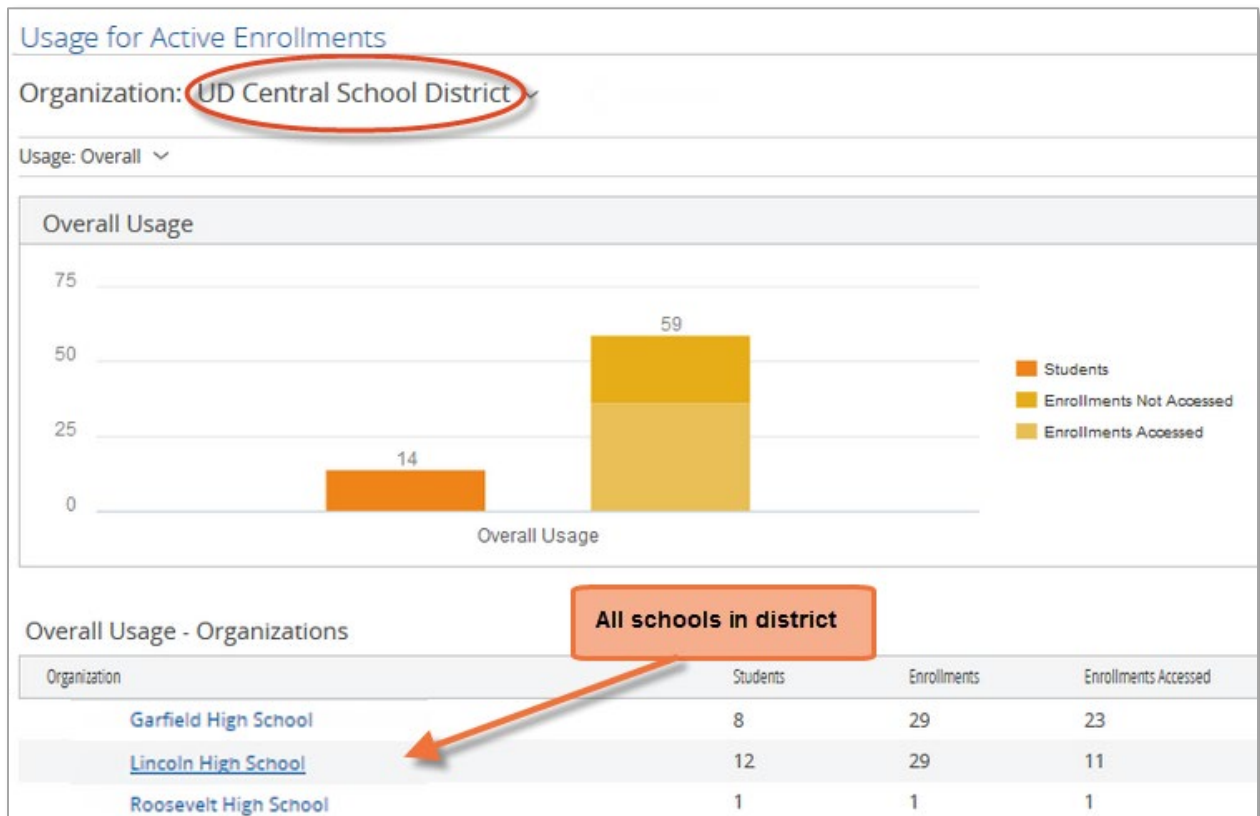 Usage for Active Enrollments
Organization: UD Central School District
Usage: Overall
Overall Usage
75
50
25
0
14
59
Overall Usage
Students
Enrollments Not Accessed
Enrollments Accessed
All schools in district
Overall Usage - Organizations
Organization Students Enrollments Enrollments Accessed
Garfield High School 8 29 23
Lincoln High School 12 29 11
Roosevelt High School 1 1 1